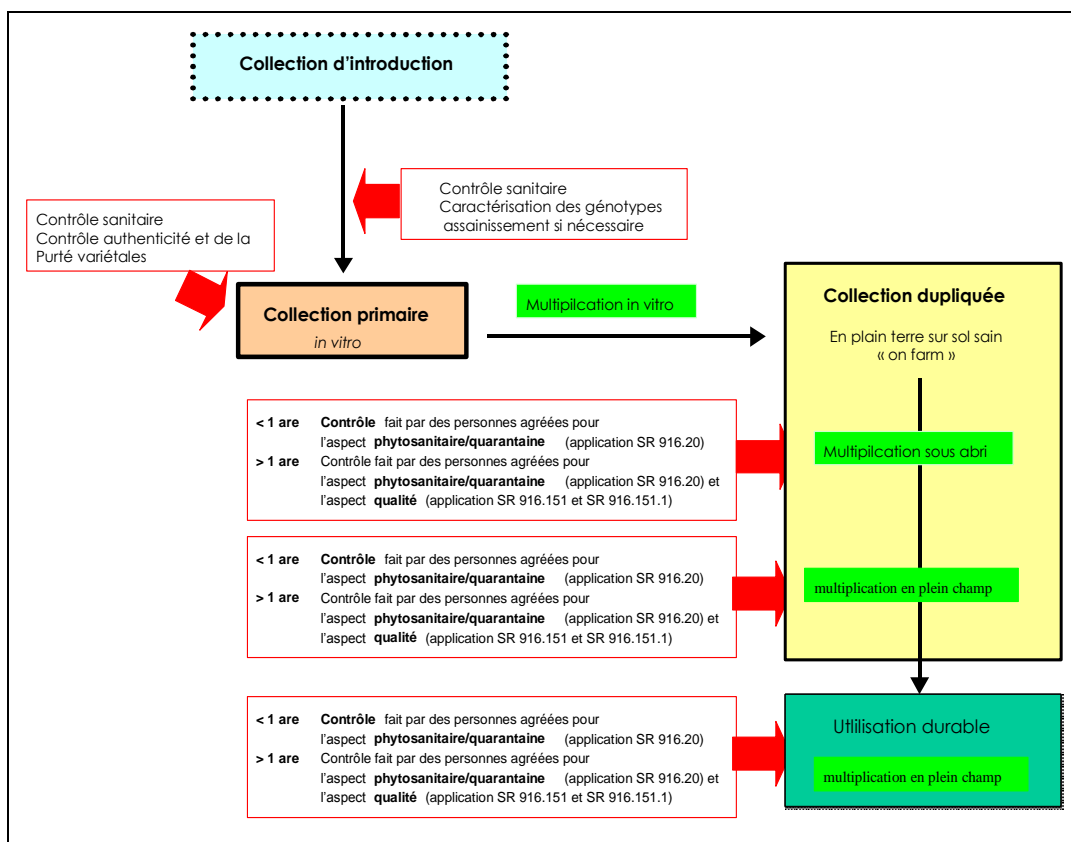 Collection d'introduction
Contrôle sanitaire
Caractérisation des génotypes
assainissement si nécessaire
Contrôle sanitaire
Contrôle authenticité et de la
Purté variétales
Collection primaire
in vitro
Multipilcation in vitro
Collection dupliquée
En plain terre sur sol sain
« on farm »
< 1 are Contrôle fait par des personnes agréées pour
l'aspect phytosanitaire/quarantaine (application SR 916.20)
> 1 are Contrôle fait par des personnes agréées pour
l'aspect phytosanitaire/quarantaine (application SR 916.20) et
l'aspect qualité (application SR 916.151 et SR 916.151.1)
Multipilcation sous abri
< 1 are Contrôle fait par des personnes agréées pour
l'aspect phytosanitaire/quarantaine (application SR 916.20)
> 1 are Contrôle fait par des personnes agréées pour
l'aspect phytosanitaire/quarantaine (application SR 916.20) et
l'aspect qualité (application SR 916.151 et SR 916.151.1)
multiplication en plein champ
< 1 are Contrôle fait par des personnes agréées pour
l'aspect phytosanitaire/quarantaine (application SR 916.20)
> 1 are Contrôle fait par des personnes agréées pour
l'aspect phytosanitaire/quarantaine (application SR 916.20) et
l'aspect qualité (application SR 916.151 et SR 916.151.1)
Utlilisation durable
multiplication en plein champ